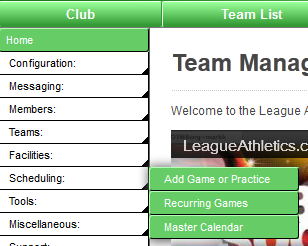 Club Team List
Home
Configuration:
Messaging:
Members:
Teams:
Facilities:
Scheduling:
Tools:
Miscellaneous:
Support:
Team Manag
Welcome to the League A
LeagueAthletics.c
Add Game or Practice
Recurring Games
Master Calendar